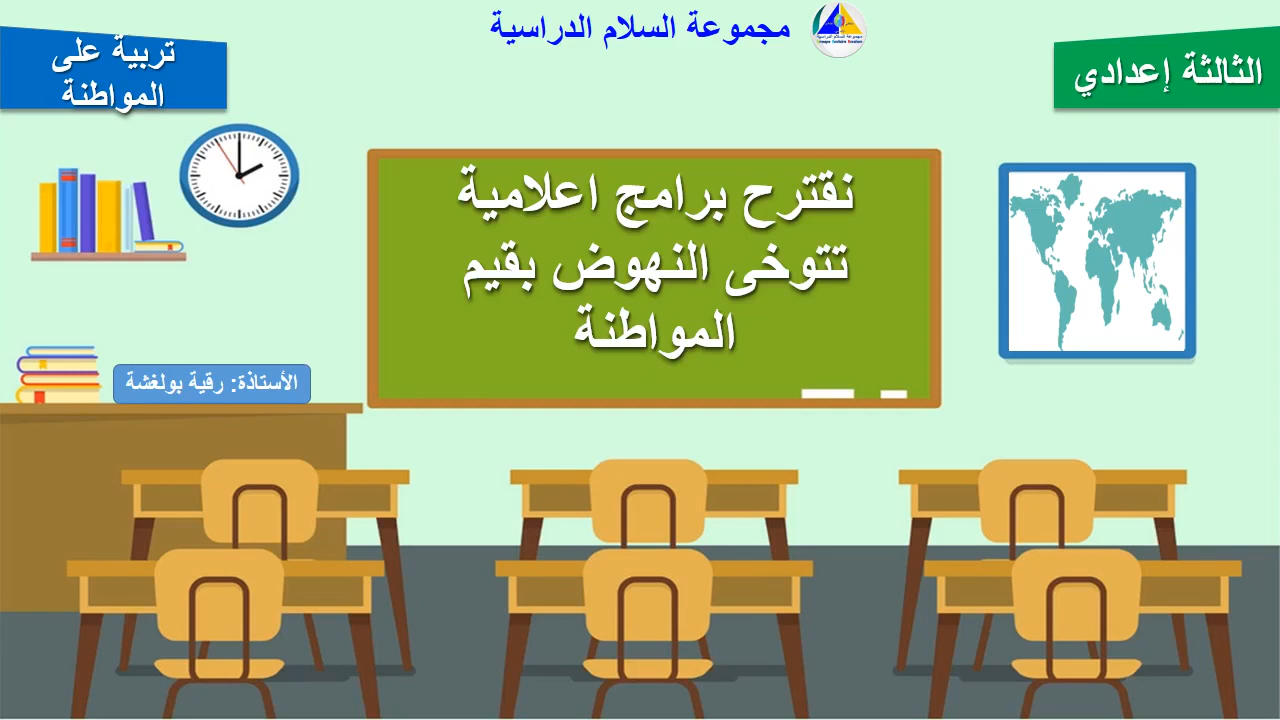 مجموعة السلام الدراسية
الثالثة إعدادي
تربية على
المواطنة
نقترح برامج اعلامية
تتوخى النهوض بقيم
المواطنة
الأستاذة: رقية بولغشة